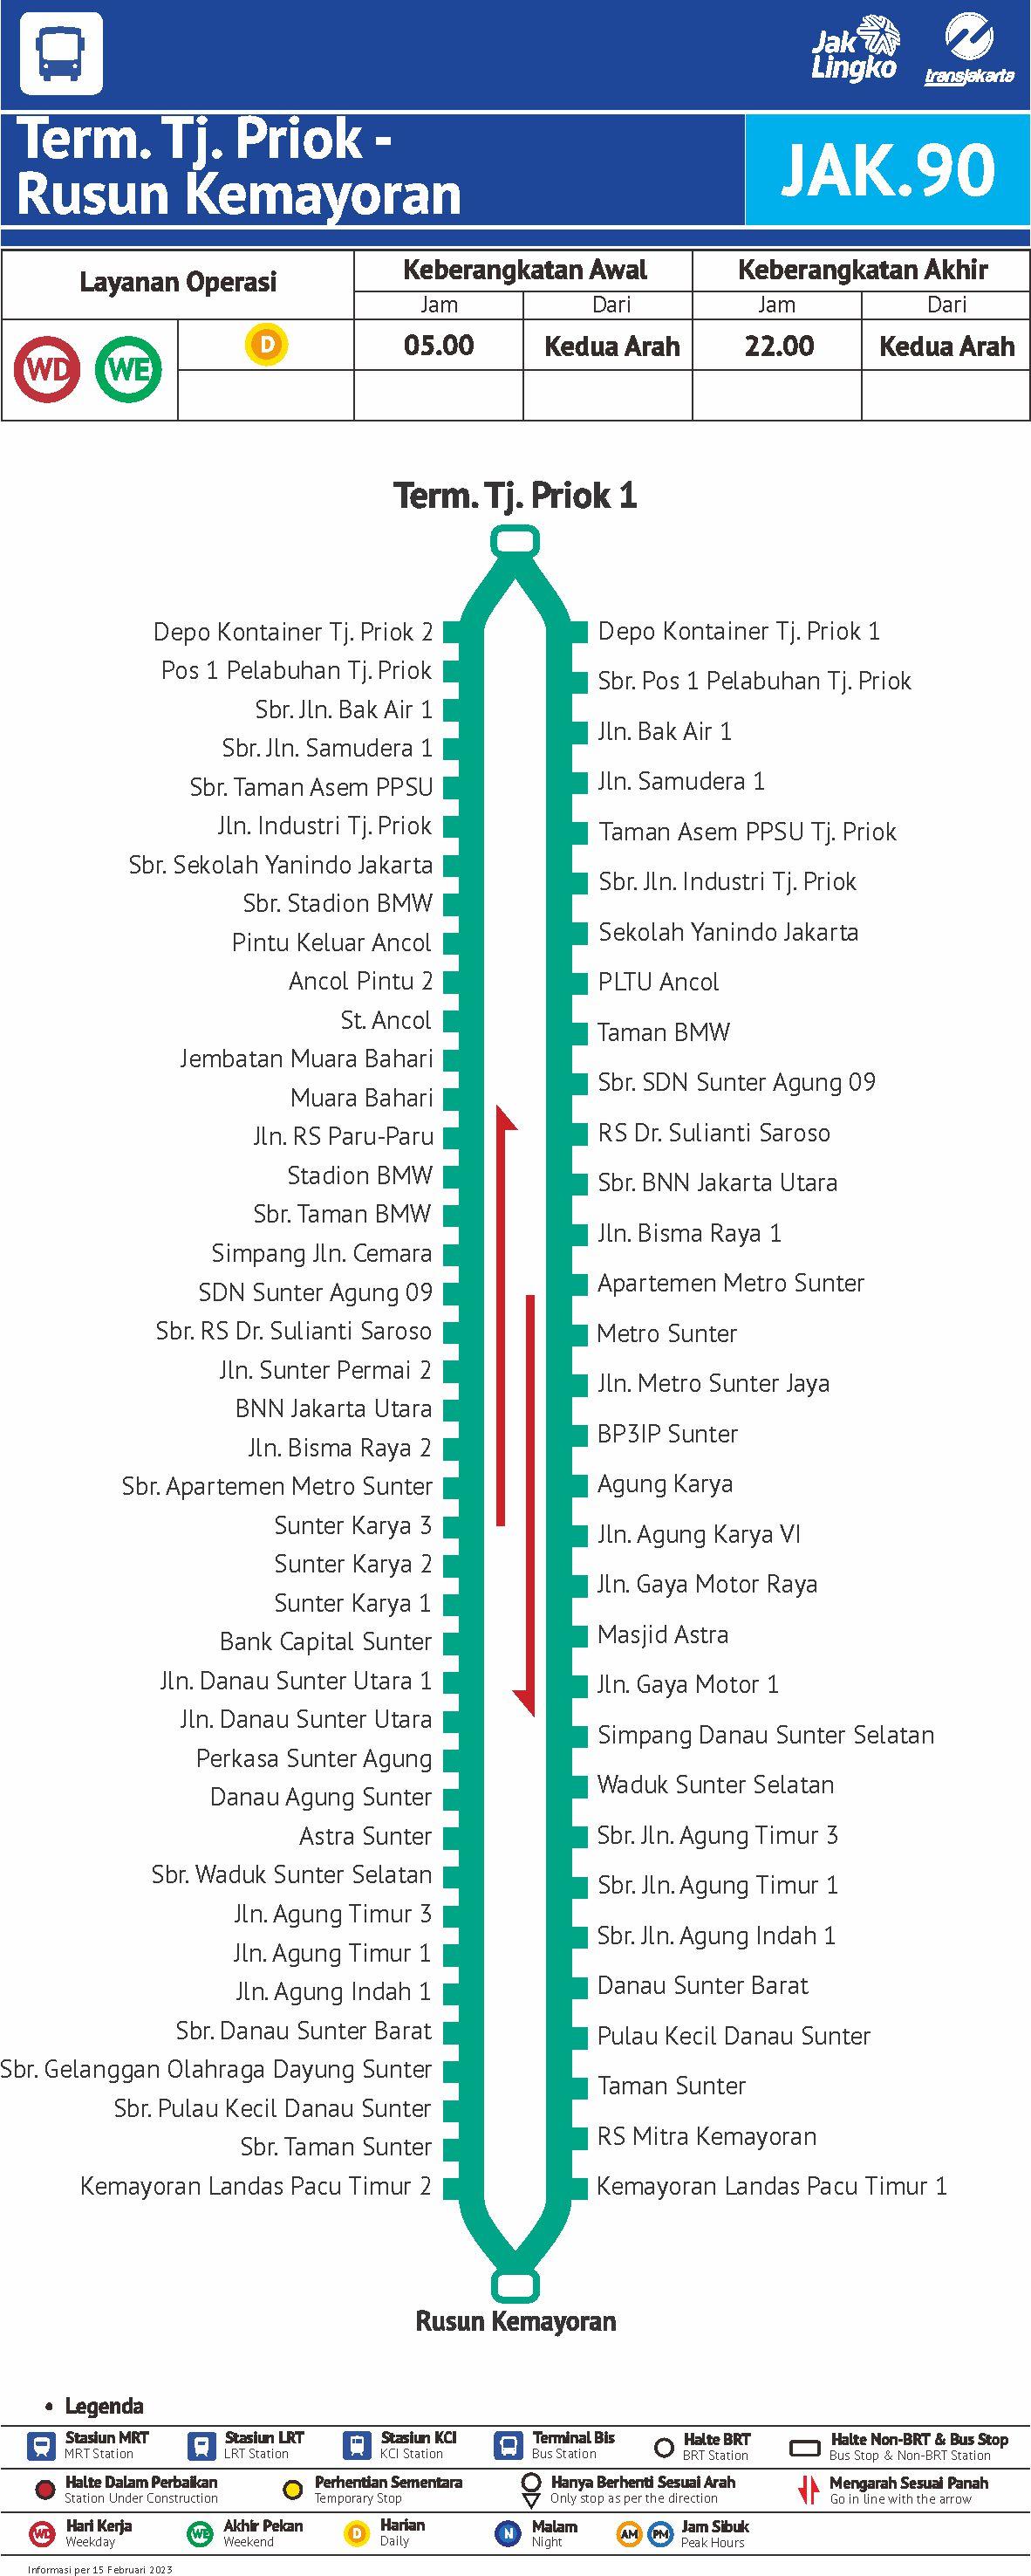 Jak
Lingko
transjakarta
Term. Tj. Priok -
Rusun Kemayoran
JAK.90
Layanan Operasi
Keberangkatan Awal
Keberangkatan Akhir
Jam
Dari
Jam
Dari
WD
WE
D
05.00
Kedua Arah
22.00
Kedua Arah
Term. Tj. Priok 1
Depo Kontainer Tj. Priok 2
Pos 1 Pelabuhan Tj. Priok
Sbr. Jln. Bak Air 1
Sbr. Jln. Samudera 1
Sbr. Taman Asem PPSU
Jln. Industri Tj. Priok
Sbr. Sekolah Yanindo Jakarta
Sbr. Stadion BMW
Pintu Keluar Ancol
Ancol Pintu 2
St. Ancol
Jembatan Muara Bahari
Muara Bahari
Jln. RS Paru-Paru
Stadion BMW
Sbr. Taman BMW
Simpang Jln. Cemara
SDN Sunter Agung 09
Sbr. RS Dr. Sulianti Saroso
Jln. Sunter Permai 2
BNN Jakarta Utara
Jln. Bisma Raya 2
Sbr. Apartemen Metro Sunter
Sunter Karya 3
Sunter Karya 2
Sunter Karya 1
Bank Capital Sunter
Jln. Danau Sunter Utara 1
Jln. Danau Sunter Utara
Perkasa Sunter Agung
Danau Agung Sunter
Astra Sunter
Sbr. Waduk Sunter Selatan
Jln. Agung Timur 3
Jln. Agung Timur 1
Jln. Agung Indah 1
Sbr. Danau Sunter Barat
Sbr. Gelanggan Olahraga Dayung Sunter
Sbr. Pulau Kecil Danau Sunter
Sbr. Taman Sunter
Kemayoran Landas Pacu Timur 2
Depo Kontainer Tj. Priok 1
Sbr. Pos 1 Pelabuhan Tj. Priok
Jln. Bak Air 1
Jln. Samudera 1
Taman Asem PPSU Tj. Priok
Sbr. Jln. Industri Tj. Priok
Sekolah Yanindo Jakarta
PLTU Ancol
Taman BMW
Sbr. SDN Sunter Agung 09
RS Dr. Sulianti Saroso
Sbr. BNN Jakarta Utara
Jln. Bisma Raya 1
Apartemen Metro Sunter
Metro Sunter
Jln. Metro Sunter Jaya
BP3IP Sunter
Agung Karya
Jln. Agung Karya VI
Jln. Gaya Motor Raya
Masjid Astra
Jln. Gaya Motor 1
Simpang Danau Sunter Selatan
Waduk Sunter Selatan
Sbr. Jln. Agung Timur 3
Sbr. Jln. Agung Timur 1
Sbr. Jln. Agung Indah 1
Danau Sunter Barat
Pulau Kecil Danau Sunter
Taman Sunter
RS Mitra Kemayoran
Kemayoran Landas Pacu Timur 1
Rusun Kemayoran
• Legenda
Stasiun MRT
MRT Station
Stasiun LRT
LRT Station
Stasiun KCI
KCI Station
Terminal Bis
Bus Station
Halte BRT
BRT Station
Halte Non-BRT & Bus Stop
Bus Stop & Non-BRT Station
Halte Dalam Perbaikan
Station Under Construction
Perhentian Sementara
Temporary Stop
Hanya Berhenti Sesuai Arah
Only stop as per the direction
Mengarah Sesuai Panah
Go in line with the arrow
WD
Hari Kerja
Weekday
WE
Akhir Pekan
Weekend
D
Harian
Daily
N
Malam
Night
AM
PM
Jam Sibuk
Peak Hours
Informasi per 15 Februari 2023